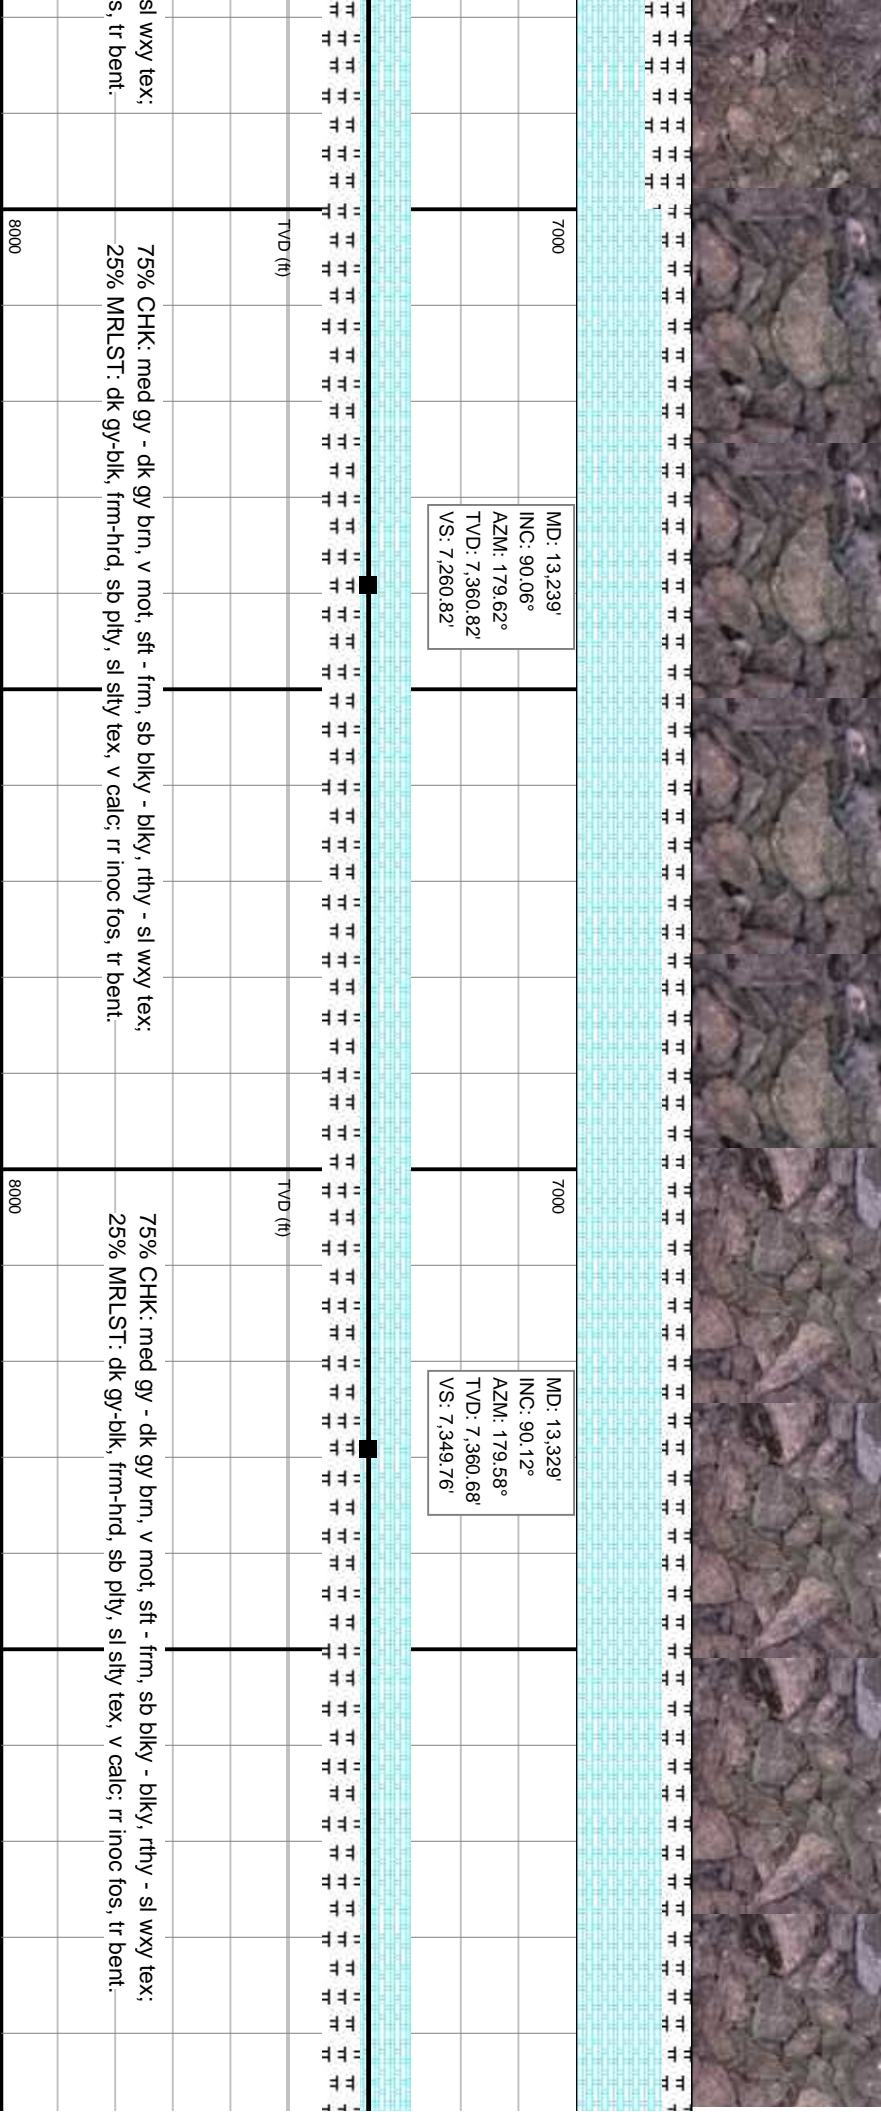 sl wxy tex;
s, tr bent.
7000
TVD (ft)
8000
75% CHK: med gy - dk gy brn, v mot, sft - frm, sb blky - blky, rthy - sl wxy tex;
25% MRLST: dk gy-blk, frm-hrd, sb plty, sl slty tex, v calc; rr inoc fos, tr bent.
MD: 13,239'
INC: 90.06°
AZM: 179.62°
TVD: 7,360.82'
VS: 7,260.82'
7000
TVD (ft)
8000
75% CHK: med gy - dk gy brn, v mot, sft - frm, sb blky - blky, rthy - sl wxy tex;
25% MRLST: dk gy-blk, frm-hrd, sb plty, sl slty tex, v calc; rr inoc fos, tr bent.
MD: 13,329'
INC: 90.12°
AZM: 179.58°
TVD: 7,360.68'
VS: 7,349.76'